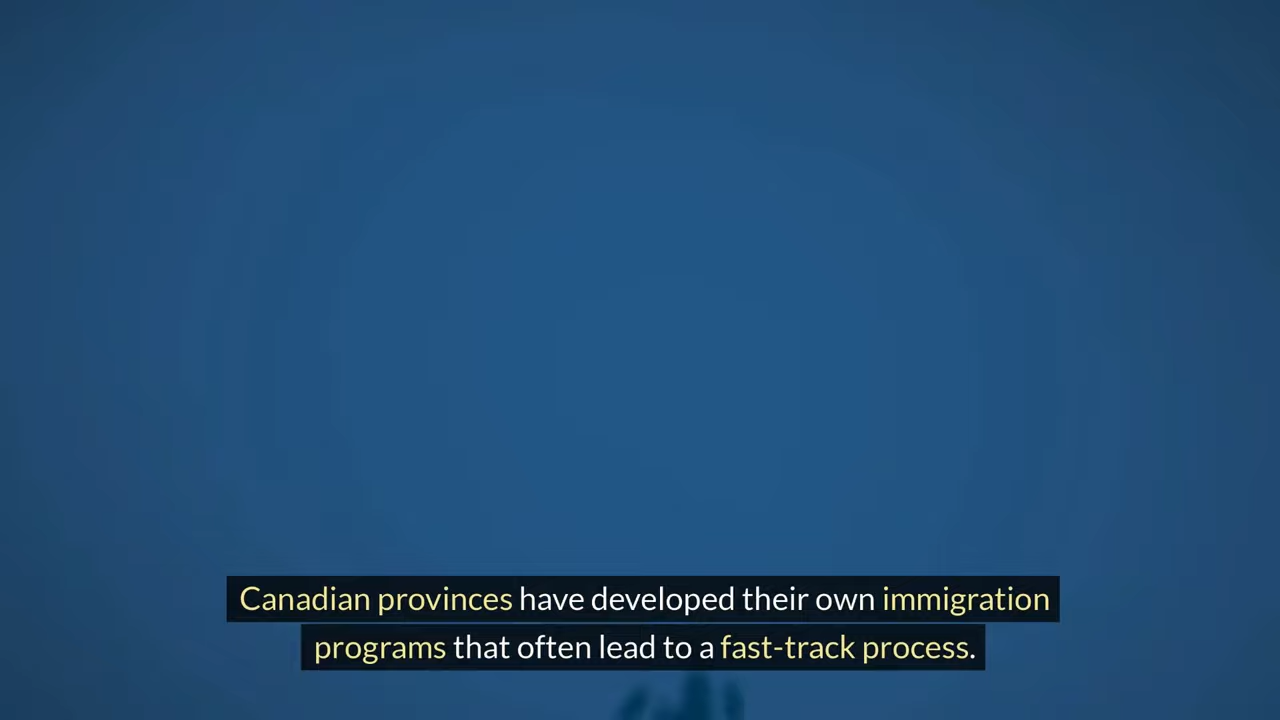 Canadian provinces have developed their own immigration
programs that often lead to a fast-track process.